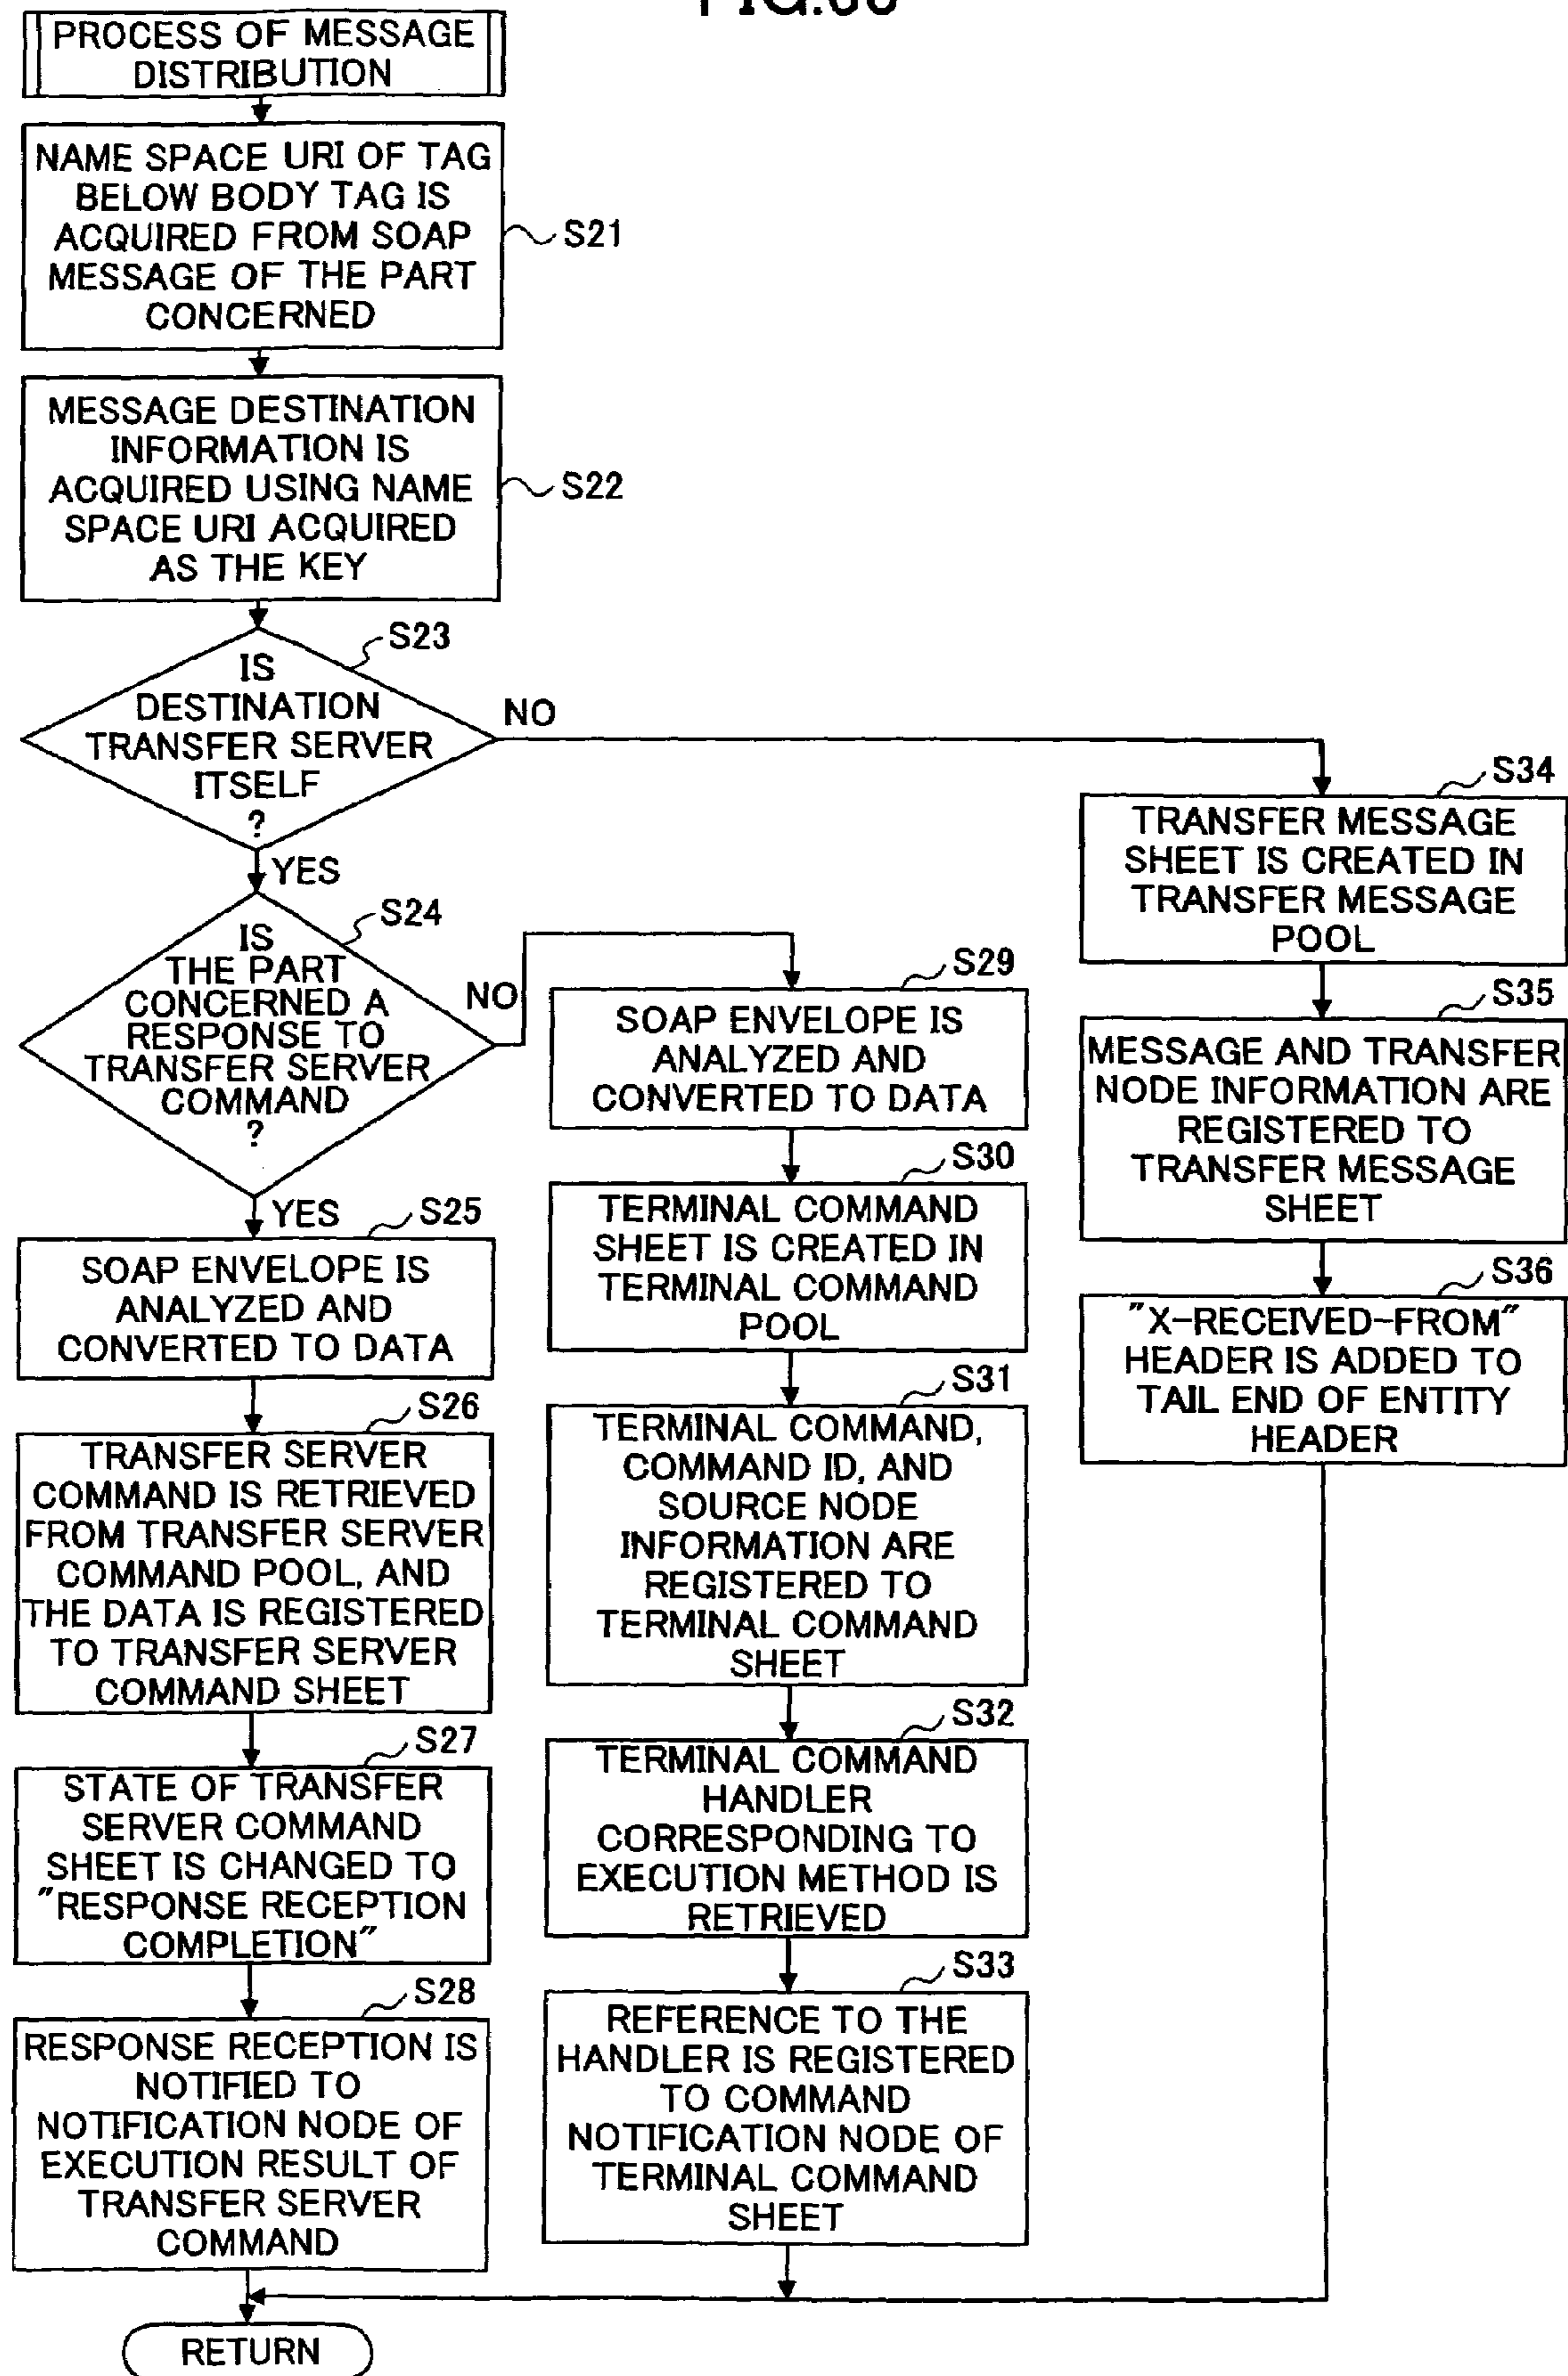 PROCESS OF MESSAGE
DISTRIBUTION
NAME SPACE URI OF TAG
BELOW BODY TAG IS
ACQUIRED FROM SOAP
MESSAGE OF THE PART
CONCERNED
S21
MESSAGE DESTINATION
INFORMATION IS
ACQUIRED USING NAME
SPACE URI ACQUIRED
AS THE KEY
S22
S23
IS
DESTINATION
TRANSFER SERVER
ITSELF
?
NO
YES
S24
IS
THE PART
CONCERNED A
RESPONSE TO
TRANSFER SERVER
COMMAND
?
NO
YES
S25
SOAP ENVELOPE IS
ANALYZED AND
CONVERTED TO DATA
S26
TRANSFER SERVER
COMMAND IS RETRIEVED
FROM TRANSFER SERVER
COMMAND POOL, AND
THE DATA IS REGISTERED
TO TRANSFER SERVER
COMMAND SHEET
S27
STATE OF TRANSFER
SERVER COMMAND
SHEET IS CHANGED TO
"RESPONSE RECEPTION
COMPLETION"
S28
RESPONSE RECEPTION IS
NOTIFIED TO
NOTIFICATION NODE OF
EXECUTION RESULT OF
TRANSFER SERVER
COMMAND
S29
SOAP ENVELOPE IS
ANALYZED AND
CONVERTED TO DATA
S30
TERMINAL COMMAND
SHEET IS CREATED IN
TERMINAL COMMAND
POOL
S31
TERMINAL COMMAND,
COMMAND ID, AND
SOURCE NODE
INFORMATION ARE
REGISTERED TO
TERMINAL COMMAND
SHEET
S32
TERMINAL COMMAND
HANDLER
CORRESPONDING TO
EXECUTION METHOD IS
RETRIEVED
S33
REFERENCE TO THE
HANDLER IS REGISTERED
TO COMMAND
NOTIFICATION NODE OF
TERMINAL COMMAND
SHEET
S34
TRANSFER MESSAGE
SHEET IS CREATED IN
TRANSFER MESSAGE
POOL
S35
MESSAGE AND TRANSFER
NODE INFORMATION ARE
REGISTERED TO
TRANSFER MESSAGE
SHEET
S36
"X-RECEIVED-FROM"
HEADER IS ADDED TO
TAIL END OF ENTITY
HEADER
RETURN